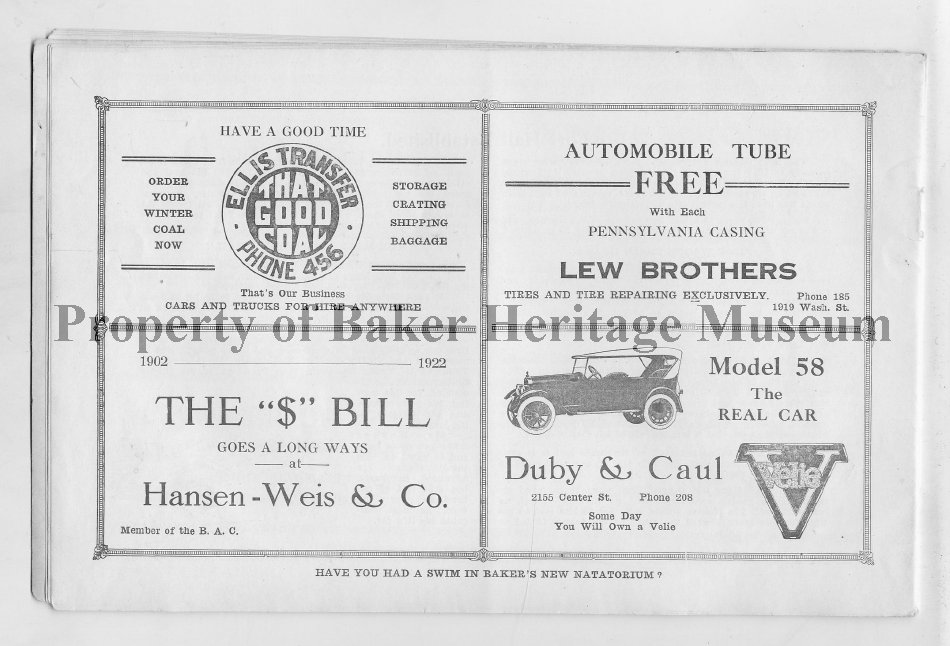 HAVE A GOOD TIME
ORDER
YOUR
WINTER
COAL
NOW
ELLIS TRANSFER
THAT
GOOD
COAL
PHONE 456
STORAGE
CRATING
SHIPPING
BAGGAGE
That's Our Business
CARS AND TRUCKS FOR HIRE ANYWHERE
AUTOMOBILE TUBE
FREE
With Each
PENNSYLVANIA CASING
LEW BROTHERS
TIRES AND TIRE REPAIRING EXCLUSIVELY. Phone 185
1919 Wash. St.
Property of Baker Heritage Museum
1902 1922
THE "$" BILL
GOES A LONG WAYS
at
Hansen-Weis & Co.
Member of the B. A. C.
Model 58
The
REAL CAR
Duby & Caul
2155 Center St. Phone 208
Some Day
You Will Own a Velie
Velie
HAVE YOU HAD A SWIM IN BAKER'S NEW NATATORIUM?